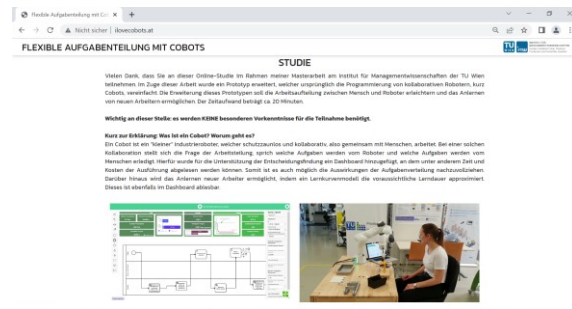 Flexible Aufgabenteilung mit Co
Nicht sicher | ilovecobots.at
FLEXIBLE AUFGABENTEILUNG MIT COBOTS
TU
STUDIE
Vielen Dank, dass Sie an dieser Online-Studie im Rahmen meiner Masterarbeit am Institut für Managementwissenschaften der TU Wien
teilnehmen. Im Zuge dieser Arbeit wurde ein Prototyp erweitert, welcher ursprünglich die Programmierung von kollaborativen Robotern, kurz
Cobots, vereinfacht. Die Erweiterung dieses Prototypen soll die Arbeitsaufteilung zwischen Mensch und Roboter erleichtern und das Anlernen
von neuen Arbeitern ermöglichen. Der Zeitaufwand beträgt ca. 20 Minuten.
Wichtig an dieser Stelle: es werden KEINE besonderen Vorkenntnisse für die Teilnahme benötigt.
Kurz zur Erklärung: Was ist ein Cobot? Worum geht es?
Ein Cobot ist ein "kleiner" Industrieroboter, welcher schutzzaunlos und kollaborativ, also gemeinsam mit Menschen, arbeitet. Bei einer solchen
Kollaboration stellt sich die Frage der Arbeitsteilung, sprich welche Aufgaben werden vom Roboter und welche Aufgaben werden vom
Menschen erledigt. Hierfür wurde für die Unterstützung der Entscheidungsfindung ein Dashboard hinzugefügt, an dem unter anderem Zeit und
Kosten der Ausführung abgelesen werden können. Somit ist es auch möglich die Auswirkungen der Aufgabenverteilung nachzuvollziehen.
Darüber hinaus wird das Anlernen neuer Arbeiter ermöglicht, indem ein Lernkurvenmodell die voraussichtliche Lerndauer approximiert.
Dieses ist ebenfalls im Dashboard ablesbar.